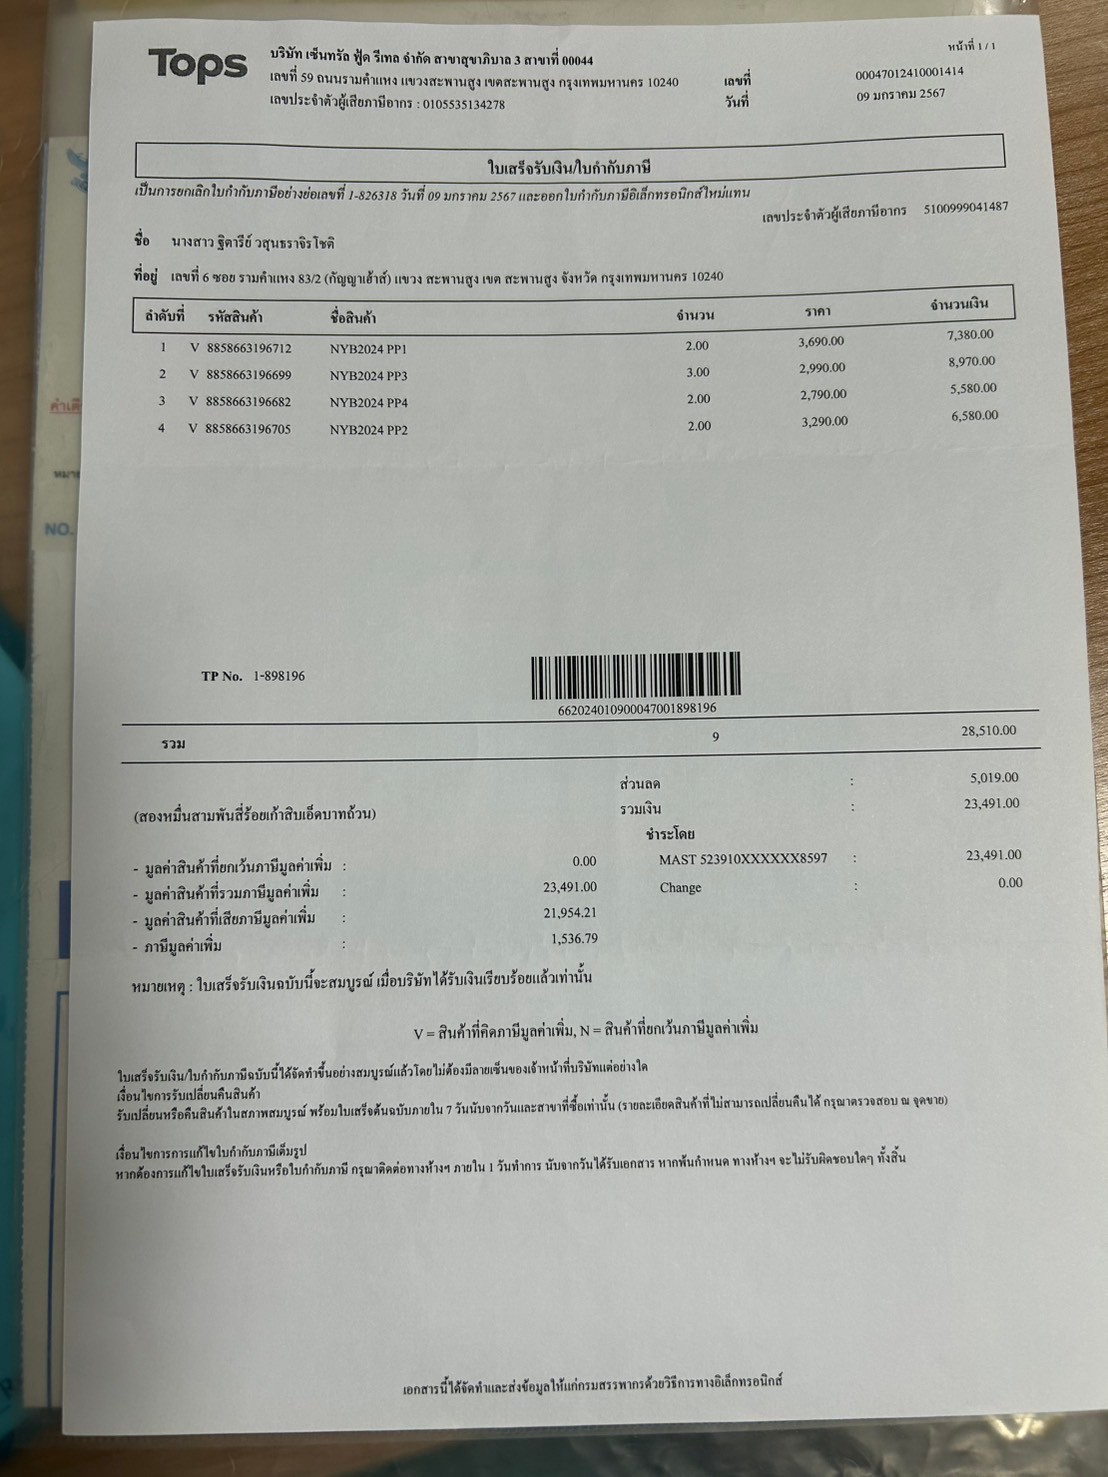 Tops
บริษัท เซ็นทรัล ฟู้ด รีเทล จำกัด สาขาสุขาภิบาล 3 สาขาที่ 00044
หน้าที่ 1 / 1
เลขที่ 59 ถนนรามคำแหง แขวงสะพานสูง เขตสะพานสูง กรุงเทพมหานคร 10240
เลขที่ 00047012410001414
เลขประจำตัวผู้เสียภาษีอากร : 0105535134278
วันที่ : 09 มกราคม 2567
ใบเสร็จรับเงิน/ใบกำกับภาษี
เป็นการยกเลิกใบกำกับภาษีอย่างย่อเลขที่ 1-826318 วันที่ 09 มกราคม 2567 และออกใบกำกับภาษีอิเล็กทรอนิกส์ใหม่แทน
เลขประจำตัวผู้เสียภาษีอากร 5100999041487
ชื่อ นางสาว ฐิตารีย์ วสุนธราจิรโชติ
ที่อยู่ เลขที่ 6 ซอย รามคำแหง 83/2 (กัญญาเฮ้าส์) แขวง สะพานสูง เขต สะพานสูง จังหวัด กรุงเทพมหานคร 10240
ลำดับที่ รหัสสินค้า ชื่อสินค้า จำนวน ราคา จำนวนเงิน
1 V 8858663196712 NYB2024 PP1 2.00 3,690.00 7,380.00
2 V 8858663196699 NYB2024 PP3 3.00 2,990.00 8,970.00
3 V 8858663196682 NYB2024 PP4 2.00 2,790.00 5,580.00
4 V 8858663196705 NYB2024 PP2 2.00 3,290.00 6,580.00
NO.
TP No. 1-898196
662024010900047001898196
รวม 9 28,510.00
ส่วนลด : 5,019.00
(สองหมื่นสามพันสี่ร้อยเก้าสิบเอ็ดบาทถ้วน)
รวมเงิน : 23,491.00
ชำระโดย
- มูลค่าสินค้าที่ยกเว้นภาษีมูลค่าเพิ่ม : 0.00
MAST 523910XXXXXX8597 : 23,491.00
- มูลค่าสินค้าที่รวมภาษีมูลค่าเพิ่ม : 23,491.00
Change : 0.00
- มูลค่าสินค้าที่เสียภาษีมูลค่าเพิ่ม : 21,954.21
- ภาษีมูลค่าเพิ่ม : 1,536.79
หมายเหตุ : ใบเสร็จรับเงินฉบับนี้จะสมบูรณ์ เมื่อบริษัทได้รับเงินเรียบร้อยแล้วเท่านั้น
V = สินค้าที่คิดภาษีมูลค่าเพิ่ม, N = สินค้าที่ยกเว้นภาษีมูลค่าเพิ่ม
ใบเสร็จรับเงิน/ใบกำกับภาษีฉบับนี้ได้จัดทำขึ้นอย่างสมบูรณ์แล้วโดยไม่ต้องมีลายเซ็นของเจ้าหน้าที่บริษัทแต่อย่างใด
เงื่อนไขการรับเปลี่ยนคืนสินค้า
รับเปลี่ยนหรือคืนสินค้าในสภาพสมบูรณ์ พร้อมใบเสร็จต้นฉบับภายใน 7 วันนับจากวันและสาขาที่ซื้อเท่านั้น (รายละเอียดสินค้าที่ไม่สามารถเปลี่ยนคืนได้ กรุณาตรวจสอบ ณ จุดขาย)
เงื่อนไขการการแก้ไขใบกำกับภาษีเต็มรูป
หากต้องการแก้ไขใบเสร็จรับเงินหรือใบกำกับภาษี กรุณาติดต่อทางห้างฯ ภายใน 1 วันทำการ นับจากวันได้รับเอกสาร หากพ้นกำหนด ทางห้างฯ จะไม่รับผิดชอบใดๆ ทั้งสิ้น
เอกสารนี้ได้จัดทำและส่งข้อมูลให้แก่กรมสรรพากรด้วยวิธีการทางอิเล็กทรอนิกส์